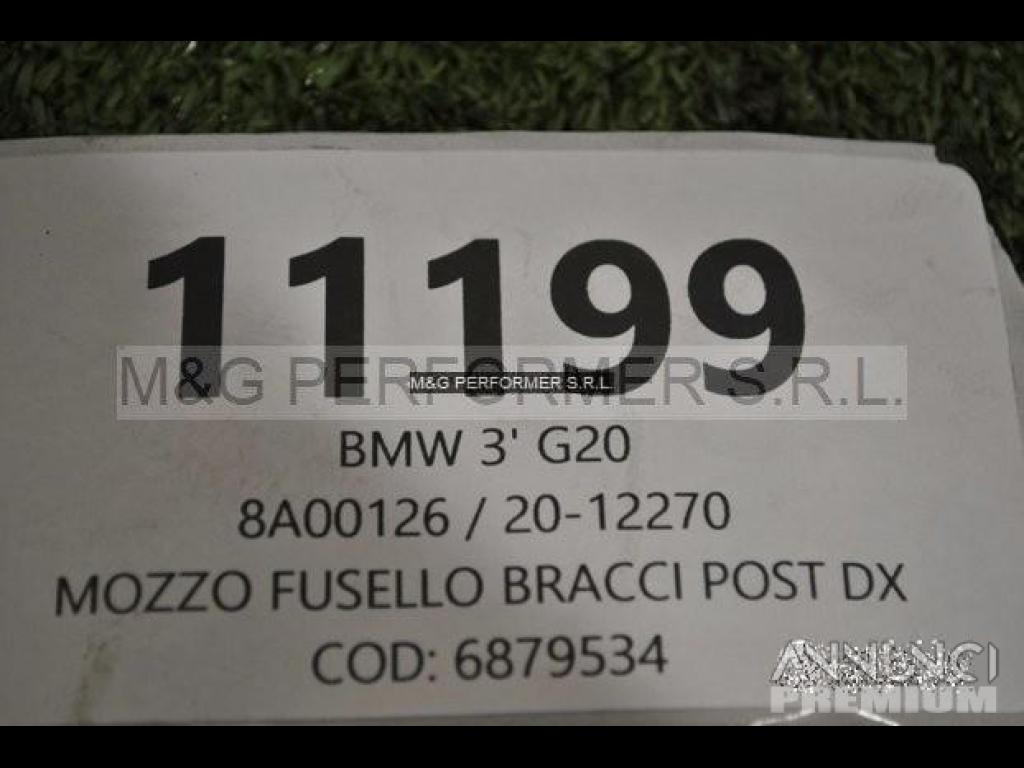 11199
M&G PERFORMER S.R.L.
M&G PERFORMER S.R.L.
BMW 3' G20
8A00126 / 20-12270
MOZZO FUSELLO BRACCI POST DX
COD: 6879534
ANNUNCI
PREMIUM